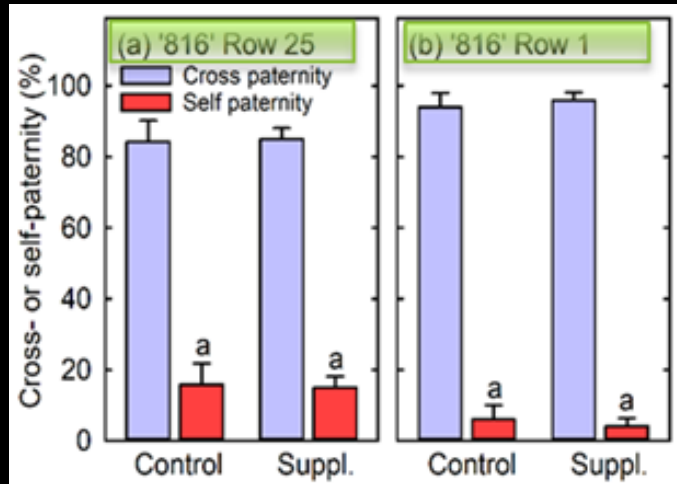 Cross- or self-paternity (%)
(a) '816' Row 25
(b) '816' Row 1
Cross paternity
Self paternity
100
80
60
40
20
0
a
a
a
a
Control
Suppl.
Control
Suppl.